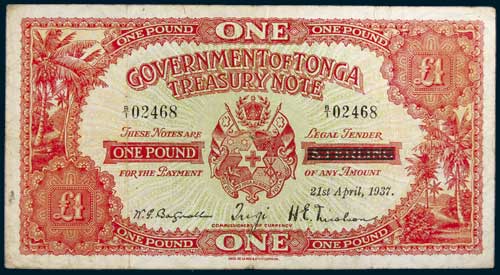 ONE
ONE POUND ONE POUND
GOVERNMENT OF TONGA
TREASURY NOTE
£1
B/1 02468 B/1 02468
THESE NOTES ARE LEGAL TENDER
ONE POUND
FOR THE PAYMENT OF ANY AMOUNT
21st April, 1937.
Tugi
COMMISSIONERS OF CURRENCY
£1
ONE POUND ONE POUND
ONE